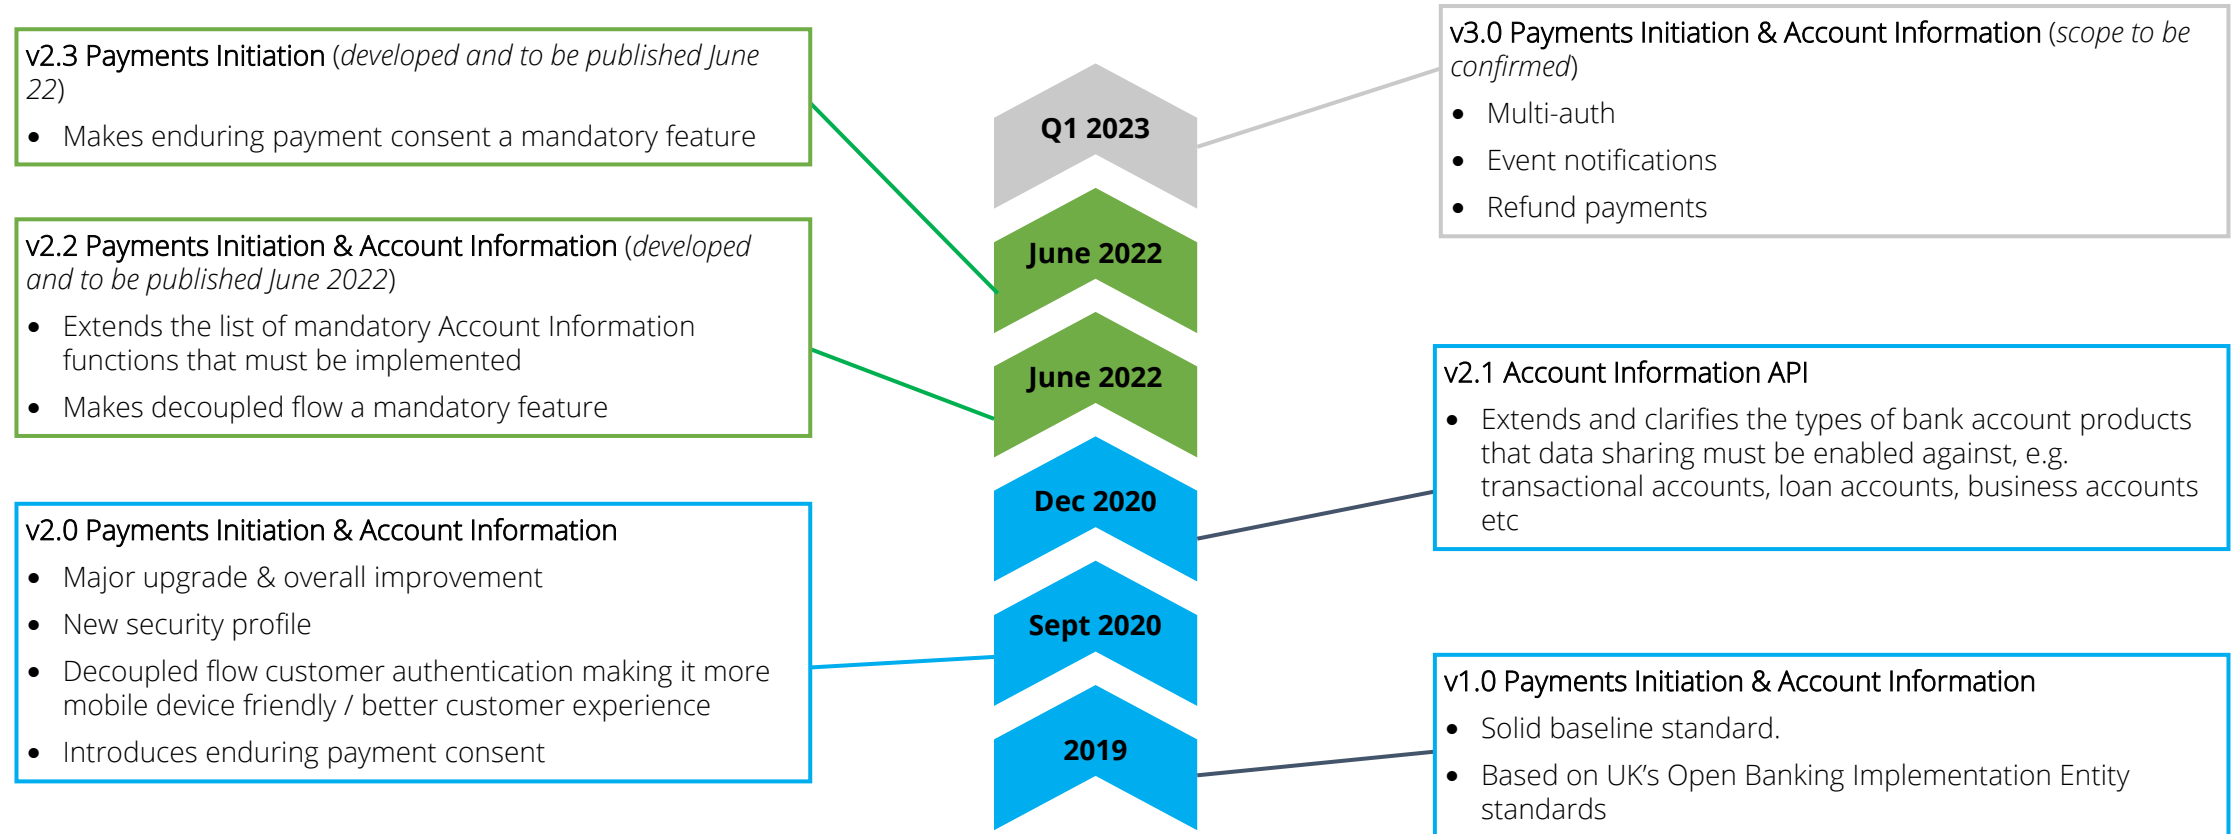 v2.3 Payments Initiation (developed and to be published June
22)
• Makes enduring payment consent a mandatory feature
v2.2 Payments Initiation & Account Information (developed
and to be published June 2022)
• Extends the list of mandatory Account Information
functions that must be implemented
• Makes decoupled flow a mandatory feature
v2.0 Payments Initiation & Account Information
• Major upgrade & overall improvement
• New security profile
• Decoupled flow customer authentication making it more
mobile device friendly / better customer experience
• Introduces enduring payment consent
Q1 2023
June 2022
June 2022
Dec 2020
Sept 2020
2019
v3.0 Payments Initiation & Account Information (scope to be
confirmed)
• Multi-auth
• Event notifications
• Refund payments
v2.1 Account Information API
• Extends and clarifies the types of bank account products
that data sharing must be enabled against, e.g.
transactional accounts, loan accounts, business accounts
etc
v1.0 Payments Initiation & Account Information
• Solid baseline standard.
• Based on UK’s Open Banking Implementation Entity
standards